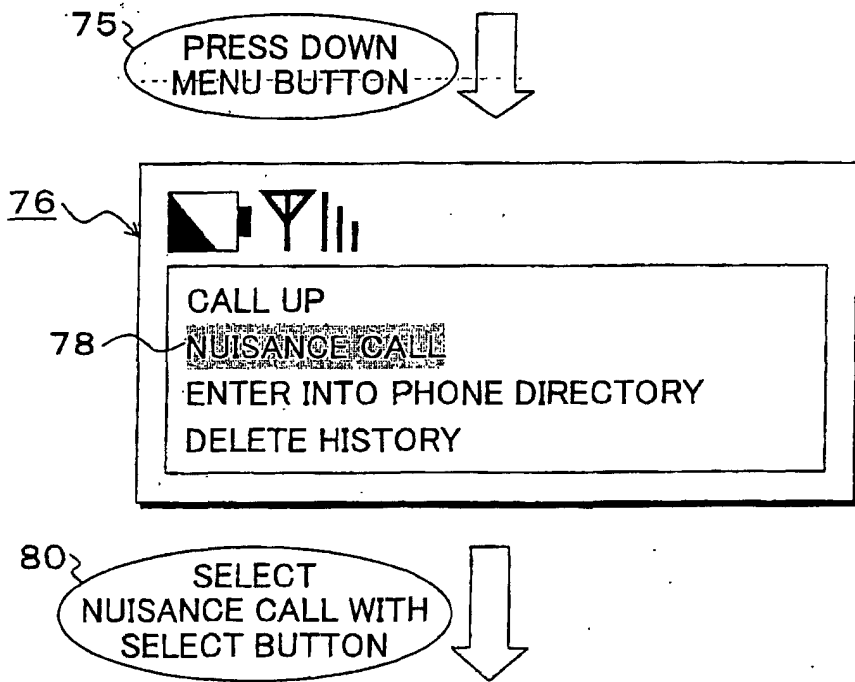 75
PRESS DOWN
MENU BUTTON
76
CALL UP
78
NUISANCE CALL
ENTER INTO PHONE DIRECTORY
DELETE HISTORY
80
SELECT
NUISANCE CALL WITH
SELECT BUTTON